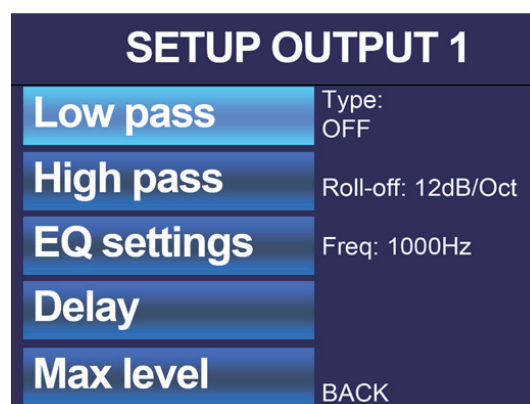 SETUP OUTPUT 1
Low pass
Type:
OFF
High pass
Roll-off: 12dB/Oct
EQ settings
Freq: 1000Hz
Delay
Max level
BACK